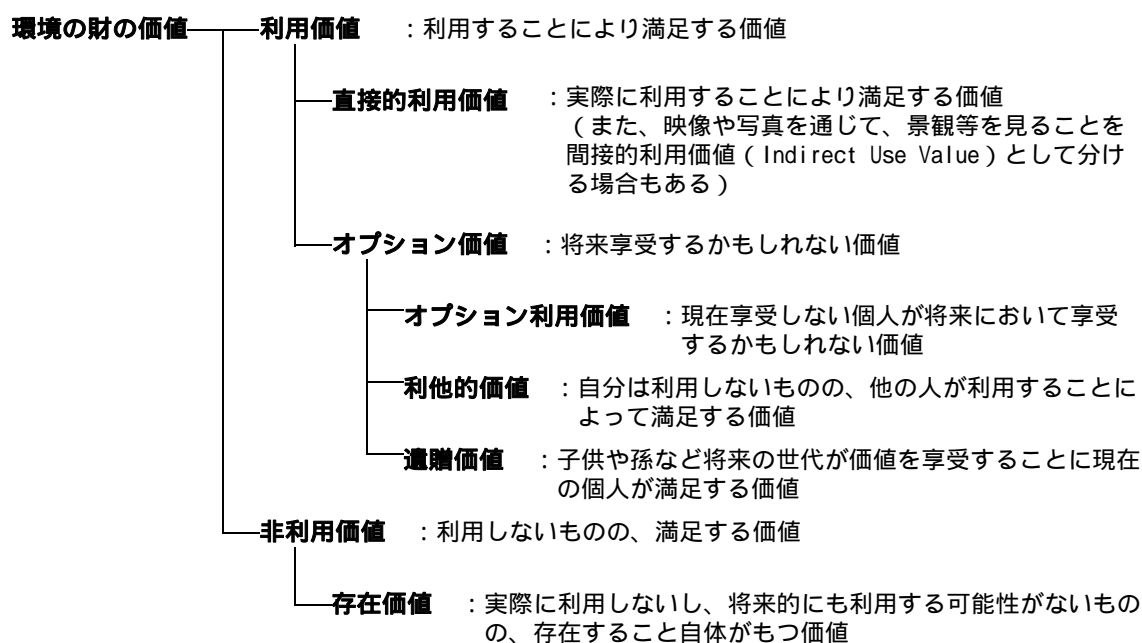 環境の財の価値 利用価値 ：利用することにより満足する価値
直接的利用価値 ：実際に利用することにより満足する価値
（また、映像や写真を通じて、景観等を見ることを
間接的利用価値（Indirect Use Value）として分け
る場合もある）
オプション価値 ：将来享受するかもしれない価値
オプション利用価値 ：現在享受しない個人が将来において享受
するかもしれない価値
利他的価値 ：自分は利用しないものの、他の人が利用することに
よって満足する価値
遺贈価値 ：子供や孫など将来の世代が価値を享受することに現在
の個人が満足する価値
非利用価値 ：利用しないものの、満足する価値
存在価値 ：実際に利用しないし、将来的にも利用する可能性がないもの
の、存在すること自体がもつ価値